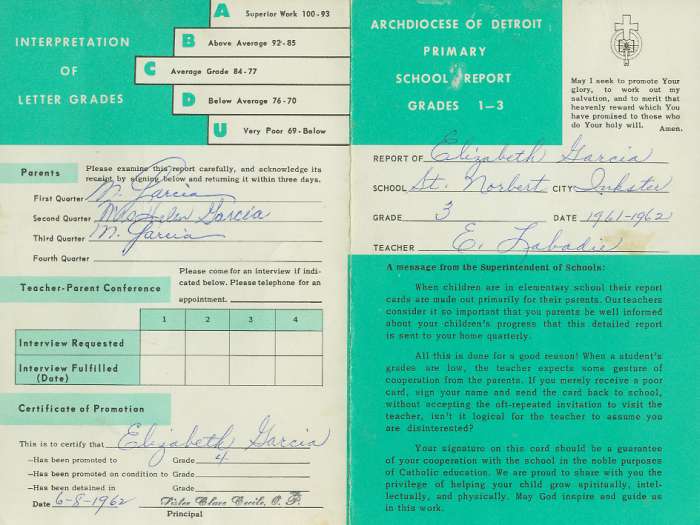 INTERPRETATION
OF
LETTER GRADES
A Superior Work 100-93
B Above Average 92-85
C Average Grade 84-77
D Below Average 76-70
U Very Poor 69-Below
Parents
Please examine this report carefully, and acknowledge its
receipt by signing below and returning it within three days.
First Quarter M. Garcia
Second Quarter Mrs Helen Garcia
Third Quarter M. Garcia
Fourth Quarter
Teacher-Parent Conference
Please come for an interview if indi-
cated below. Please telephone for an
appointment.
1 2 3 4
Interview Requested
Interview Fulfilled
(Date)
Certificate of Promotion
This is to certify that Elizabeth Garcia
-Has been promoted to Grade 4
-Has been promoted on condition to Grade
-Has been detained in Grade
Date 6-8-1962 Sister Clare Cecile, O. P.
Principal
ARCHDIOCESE OF DETROIT
PRIMARY
SCHOOL REPORT
GRADES 1-3
May I seek to promote Your
glory, to work out my
salvation, and to merit that
heavenly reward which You
have promised to those who
do Your holy will. Amen.
REPORT OF Elizabeth Garcia
SCHOOL St. Norbert CITY Inkster
GRADE 3 DATE 1961-1962
TEACHER E. Labadie
A message from the Superintendent of Schools:
When children are in elementary school their report
cards are made out primarily for their parents. Our teachers
consider it so important that you parents be well informed
about your children's progress that this detailed report
is sent to your home quarterly.
All this is done for a good reason! When a student's
grades are low, the teacher expects some gesture of
cooperation from the parents. If you merely receive a poor
card, sign your name and send the card back to school,
without accepting the oft-repeated invitation to visit the
teacher, isn't it logical for the teacher to assume you
are disinterested?
Your signature on this card should be a guarantee
of your cooperation with the school in the noble purposes
of Catholic education. We are proud to share with you the
privilege of helping your child grow spiritually, intel-
lectually, and physically. May God inspire and guide us
in this work.